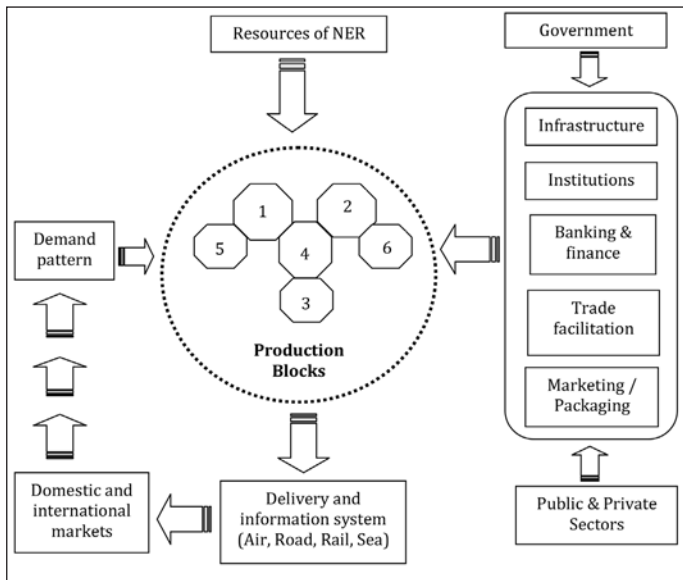 Resources of NER
Government
Infrastructure
Institutions
Banking &
finance
Trade
facilitation
Marketing /
Packaging
Public & Private
Sectors
1
2
5
4
6
3
Production
Blocks
Demand
pattern
Domestic and
international
markets
Delivery and
information system
(Air, Road, Rail, Sea)